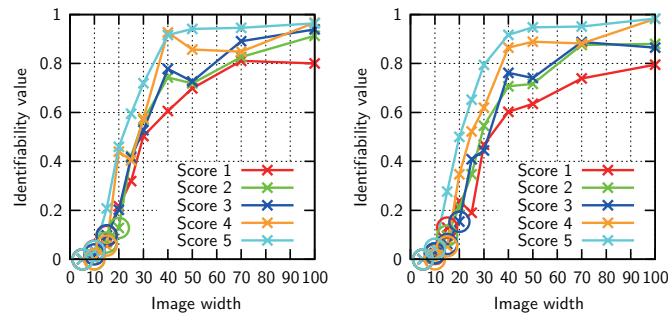 Identifiability value
1
0.8
0.6
0.4
0.2
0
0 10 20 30 40 50 60 70 80 90 100
Image width
Score 1
Score 2
Score 3
Score 4
Score 5
Identifiability value
1
0.8
0.6
0.4
0.2
0
0 10 20 30 40 50 60 70 80 90 100
Image width
Score 1
Score 2
Score 3
Score 4
Score 5